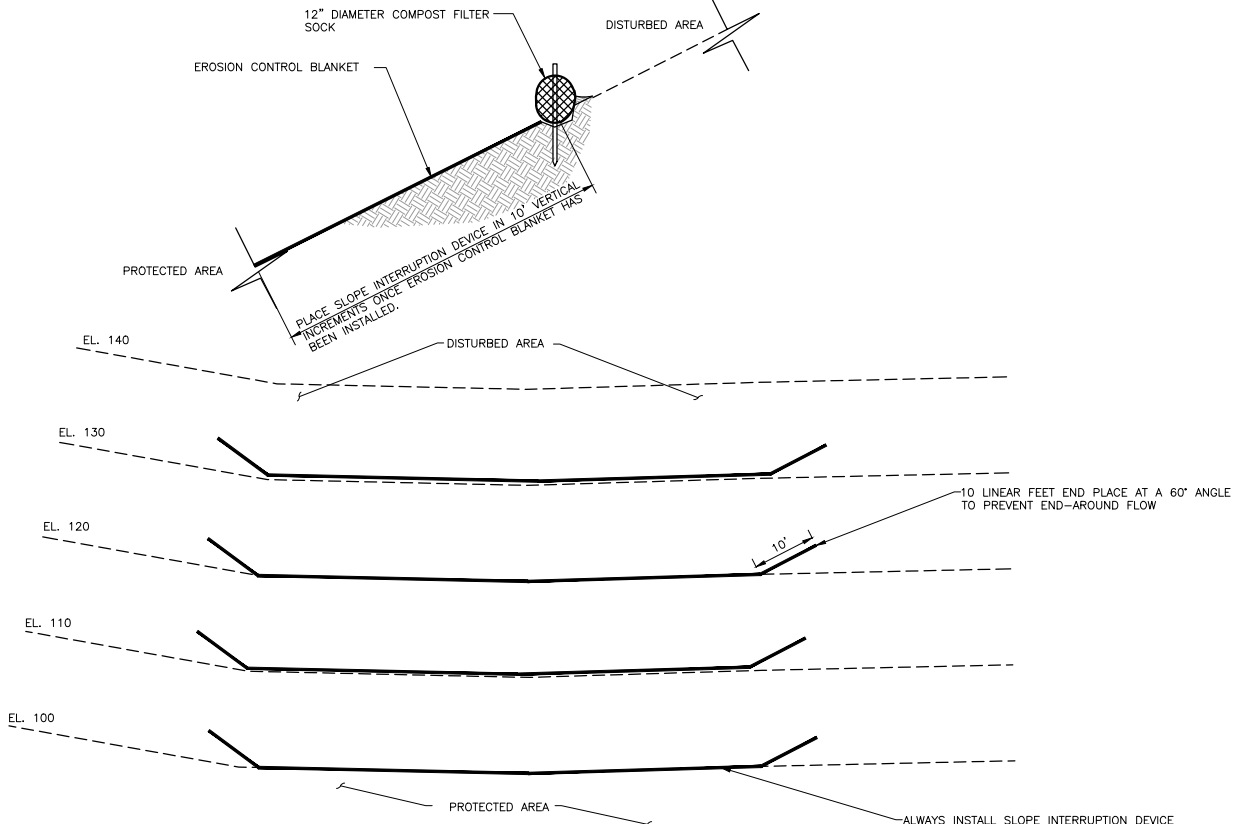 12" DIAMETER COMPOST FILTER
SOCK
DISTURBED AREA
EROSION CONTROL BLANKET
PROTECTED AREA
PLACE SLOPE INTERRUPTION DEVICE IN 10' VERTICAL
INCREMENTS ONCE EROSION CONTROL BLANKET HAS
BEEN INSTALLED.
EL. 140
DISTURBED AREA
EL. 130
10 LINEAR FEET END PLACE AT A 60° ANGLE
TO PREVENT END-AROUND FLOW
EL. 120
10'
EL. 110
EL. 100
PROTECTED AREA
ALWAYS INSTALL SLOPE INTERRUPTION DEVICE